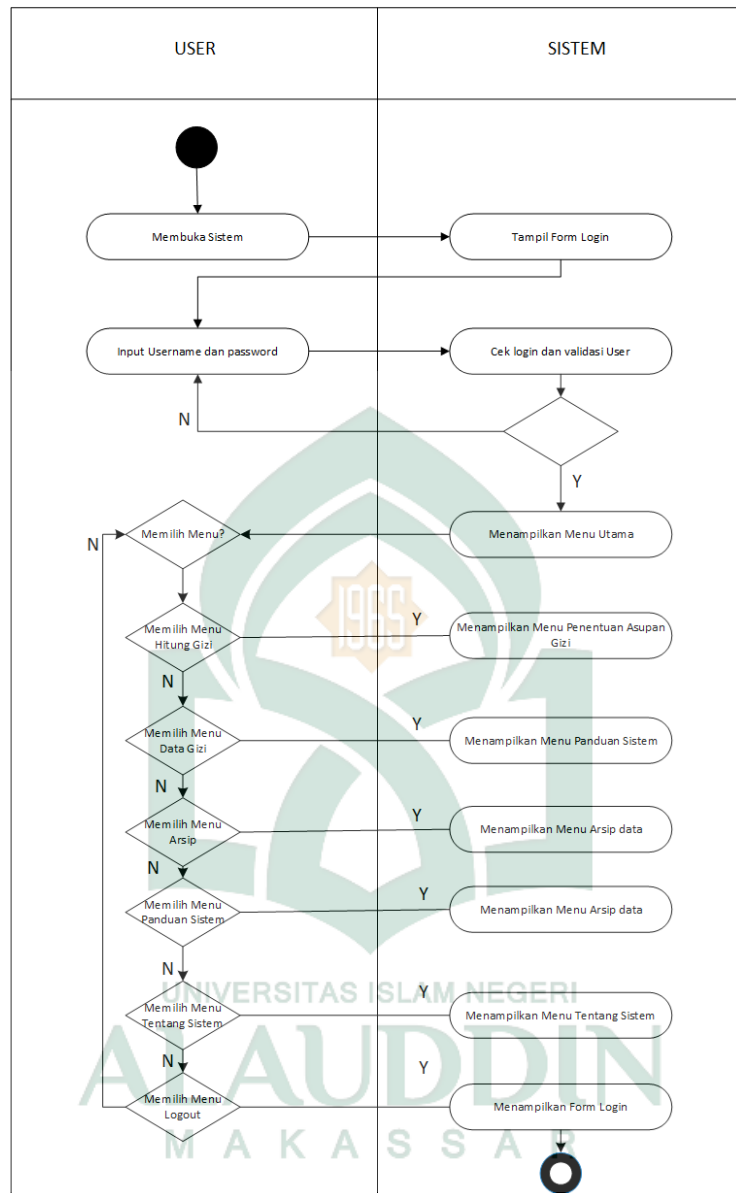 USER
SISTEM
Membuka Sistem
Tampil Form Login
Input Username dan password
Cek login dan validasi User
N
Y
Memilih Menu?
Menampilkan Menu Utama
N
1965
Memilih Menu
Hitung Gizi
Y
Menampilkan Menu Penentuan Asupan
Gizi
N
Memilih Menu
Data Gizi
Y
Menampilkan Menu Panduan Sistem
N
Memilih Menu
Arsip
Y
Menampilkan Menu Arsip data
N
Memilih Menu
Panduan Sistem
Y
Menampilkan Menu Arsip data
N
UNIVERSITAS ISLAM NEGERI
Memilih Menu
Tentang Sistem
Y
Menampilkan Menu Tentang Sistem
N
ALAUDDIN
Y
Memilih Menu
Logout
Menampilkan Form Login
MAKASSAR